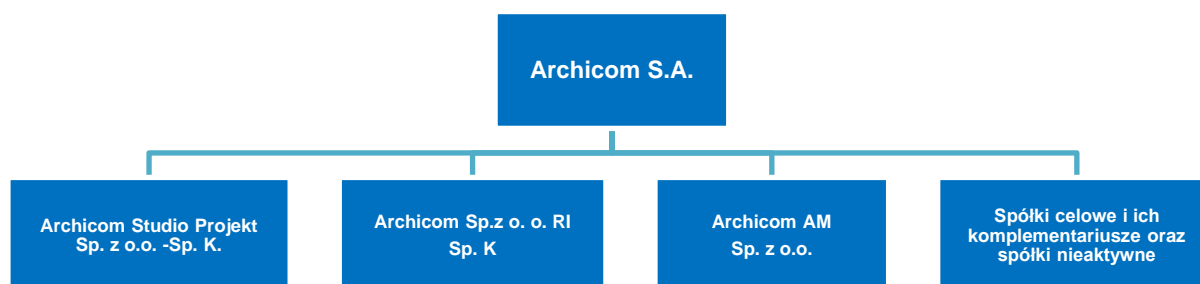 Archicom S.A.
Archicom Studio Projekt
Sp. z o.o. -Sp. K.
Archicom Sp.z o. o. RI
Sp. K
Archicom AM
Sp. z o.o.
Spółki celowe i ich
komplementariusze oraz
spółki nieaktywne